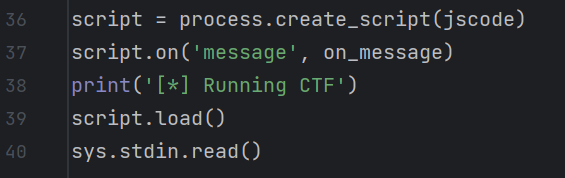 36 script = process.create_script(jscode)
37 script.on('message', on_message)
38 print('[*] Running CTF')
39 script.load()
40 sys.stdin.read()